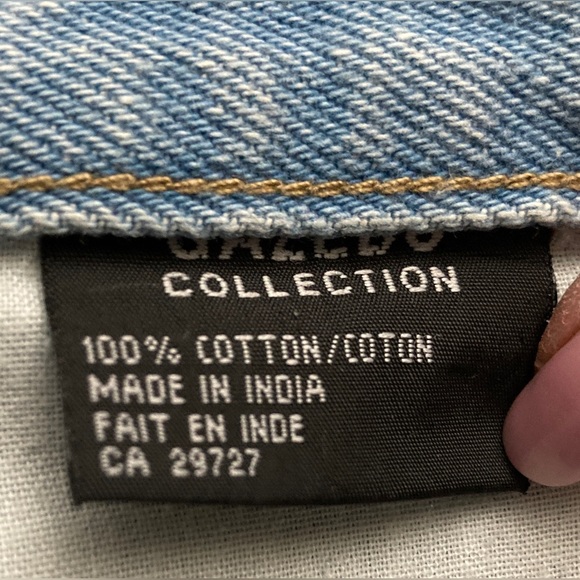 COLLECTION
100% COTTON/COTON
MADE IN INDIA
FAIT EN INDE
CA 29727